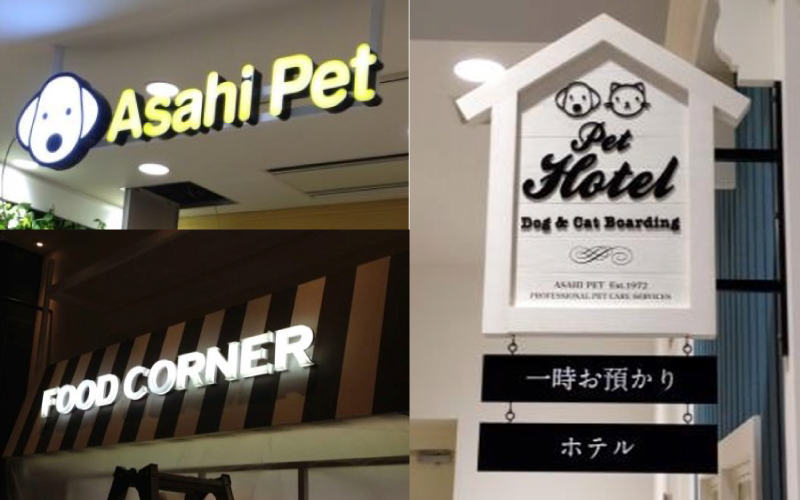 Asahi Pet
FOOD CORNER
Pet
Hotel
Dog & Cat Boarding
ASAHI PET Est.1972
PROFESSIONAL PET CARE SERVICES
一時お預かり
ホテル